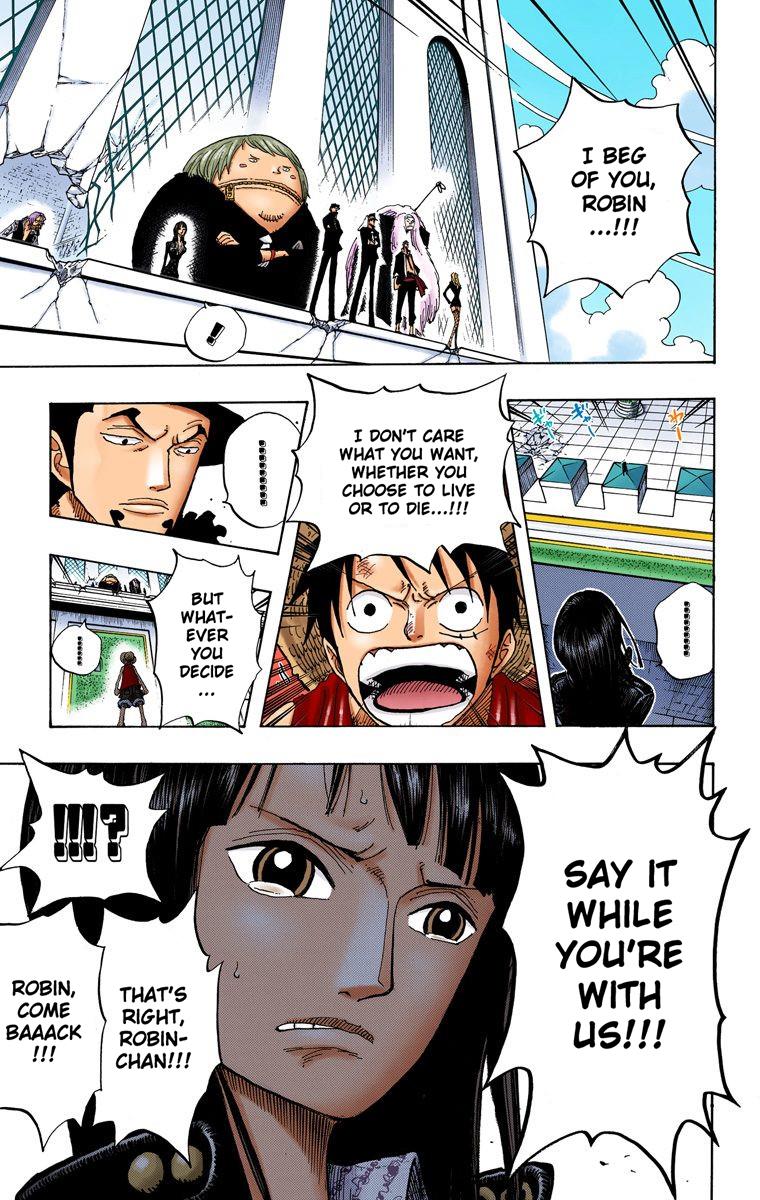 I BEG
OF YOU,
ROBIN
...!!!
!
.........
I DON'T CARE
WHAT YOU WANT,
WHETHER YOU
CHOOSE TO LIVE
OR TO DIE...!!!
.........
BUT
WHAT-
EVER
YOU
DECIDE
...
.........
SAY IT
WHILE
YOU'RE
WITH
US!!!
!!!?
THAT'S
RIGHT,
ROBIN-
CHAN!!!
ROBIN,
COME
BAAACK
!!!